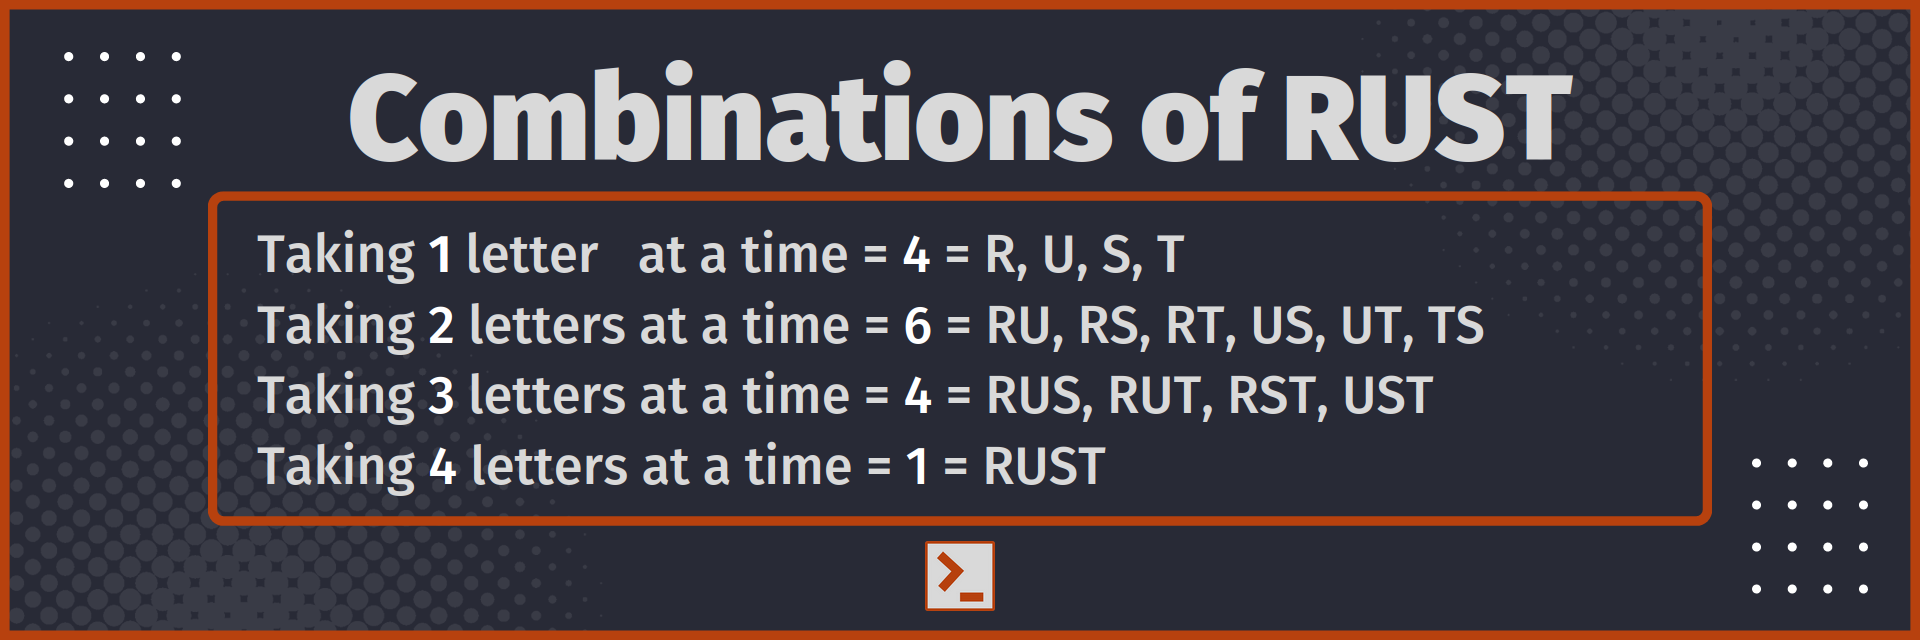 Combinations of RUST
Taking 1 letter at a time = 4 = R, U, S, T
Taking 2 letters at a time = 6 = RU, RS, RT, US, UT, TS
Taking 3 letters at a time = 4 = RUS, RUT, RST, UST
Taking 4 letters at a time = 1 = RUST